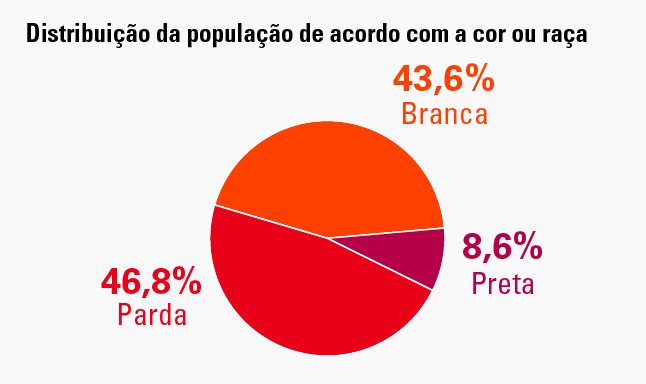 Distribuição da população de acordo com a cor ou raça
43,6%
Branca
8,6%
Preta
46,8%
Parda